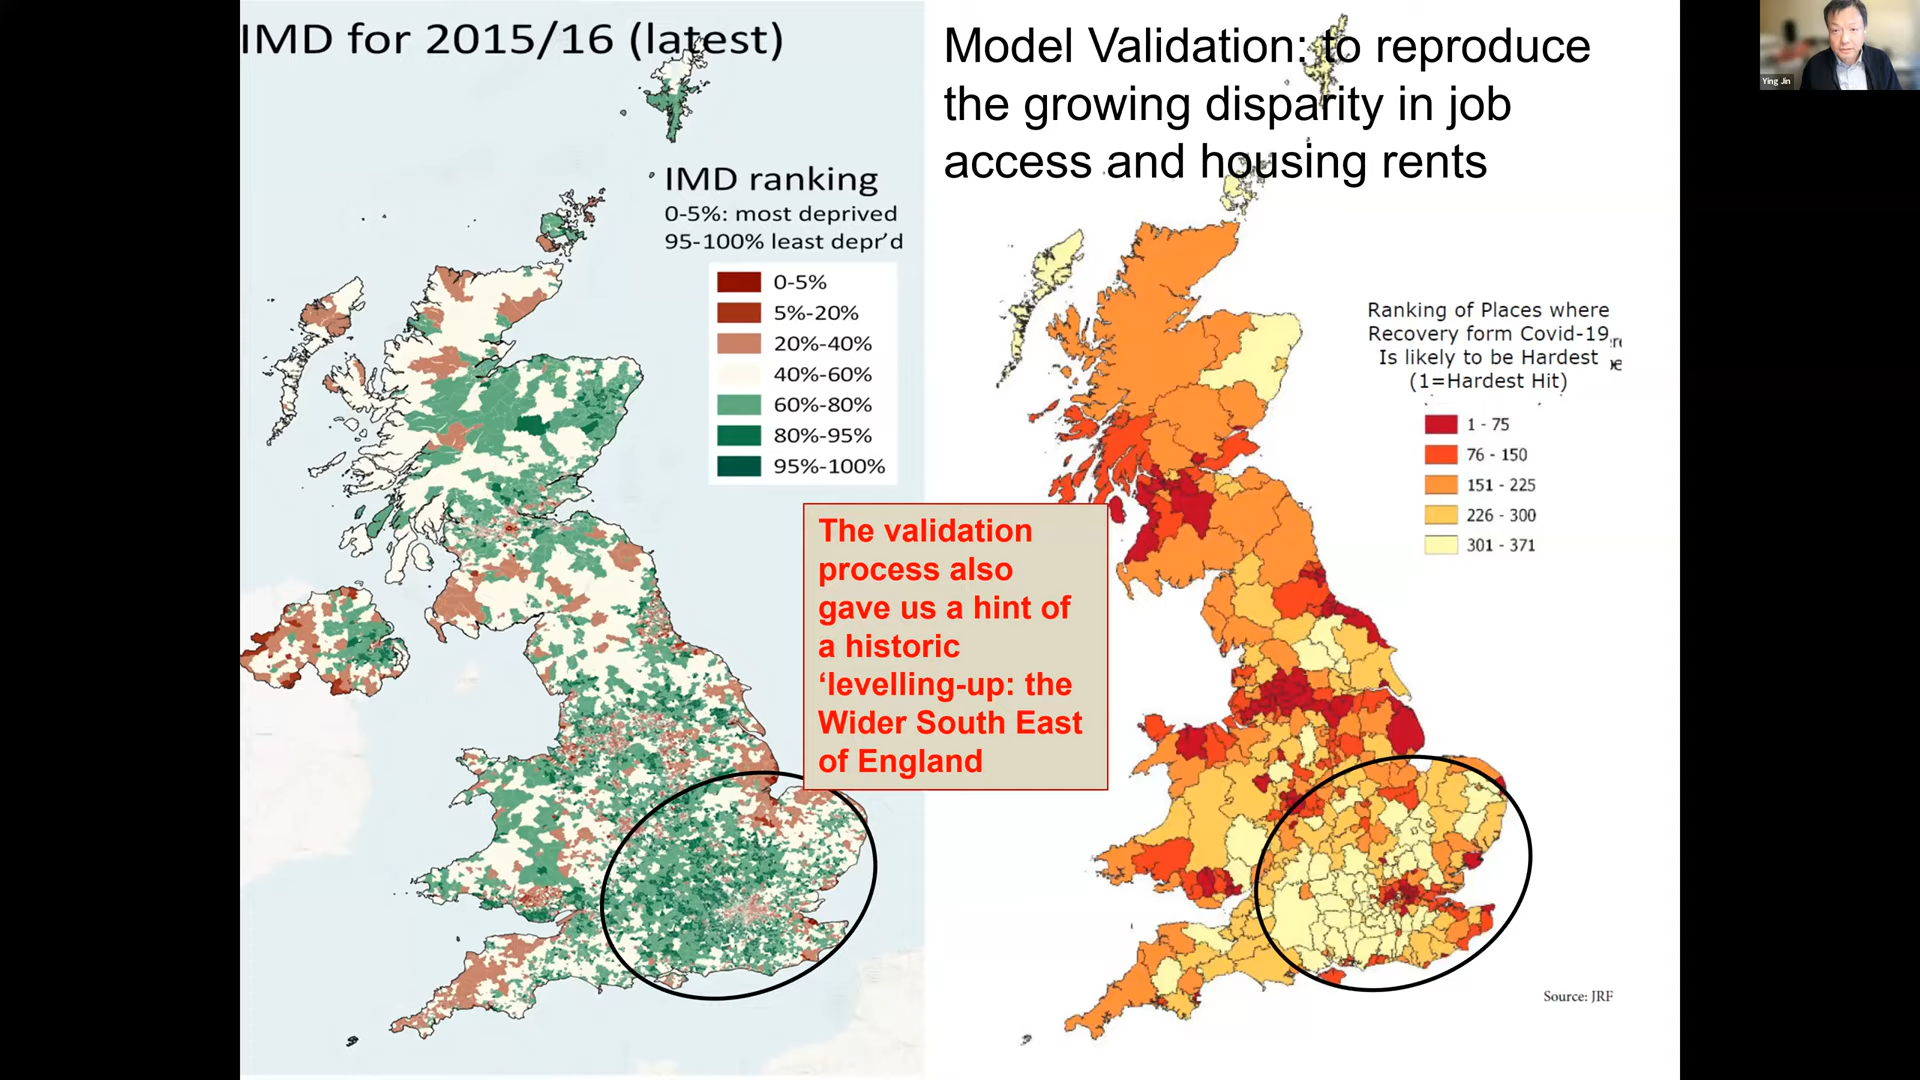 IMD for 2015/16 (latest)
IMD ranking
0-5%: most deprived
95-100% least depr’d
0-5%
5%-20%
20%-40%
40%-60%
60%-80%
80%-95%
95%-100%
Model Validation: to reproduce
the growing disparity in job
access and housing rents
Ranking of Places where
Recovery form Covid-19
Is likely to be Hardest
(1=Hardest Hit)
1 - 75
76 - 150
151 - 225
226 - 300
301 - 371
The validation
process also
gave us a hint of
a historic
‘levelling-up: the
Wider South East
of England
Source: JRF
Ying Jin